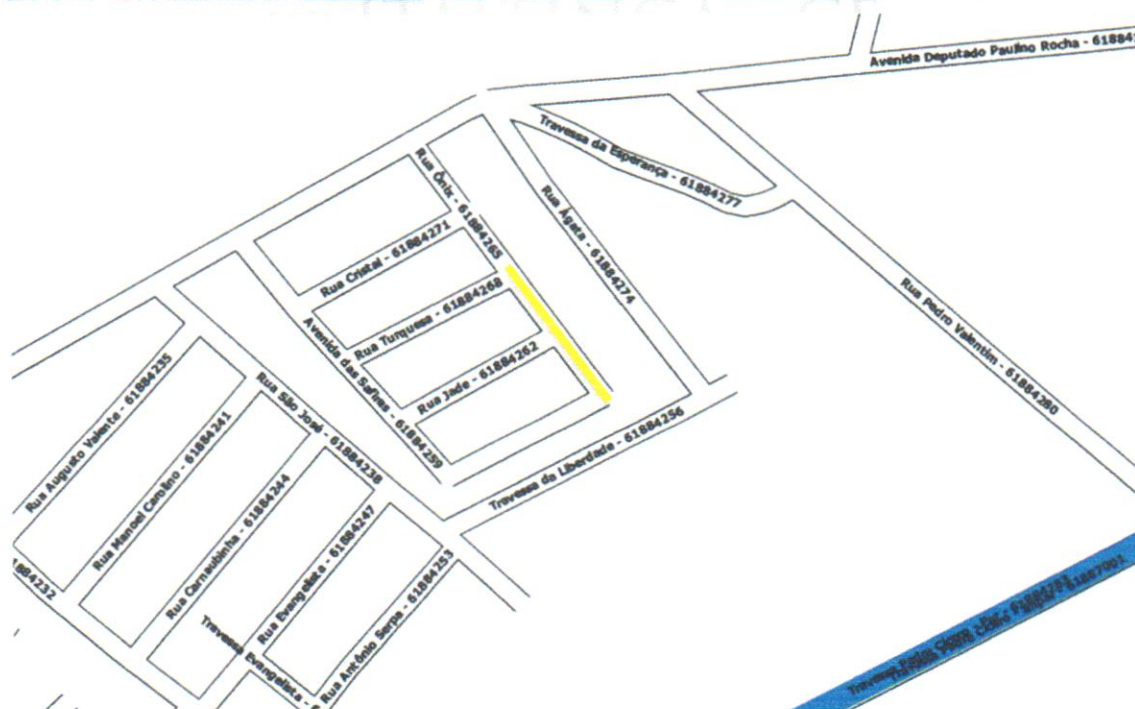 Avenida Deputado Paulino Rocha - 61884
Travessa da Esperança - 61884277
Rua Ônix - 61884265
Rua Ágata - 61884274
Rua Cristal - 61884271
Rua Turquesa - 61884268
Rua Pedro Valentim - 61884280
Avenida das Safiras - 61884259
Rua Jade - 61884262
Rua Augusto Valente - 61884235
Rua São José - 61884238
Rua Manoel Carolino - 61884241
Travessa da Liberdade - 61884256
Rua Carnaubinha - 61884244
Rua Evangelista - 61884247
Rua Antônio Serpa - 61884253
884232
Travessa Evangelista -